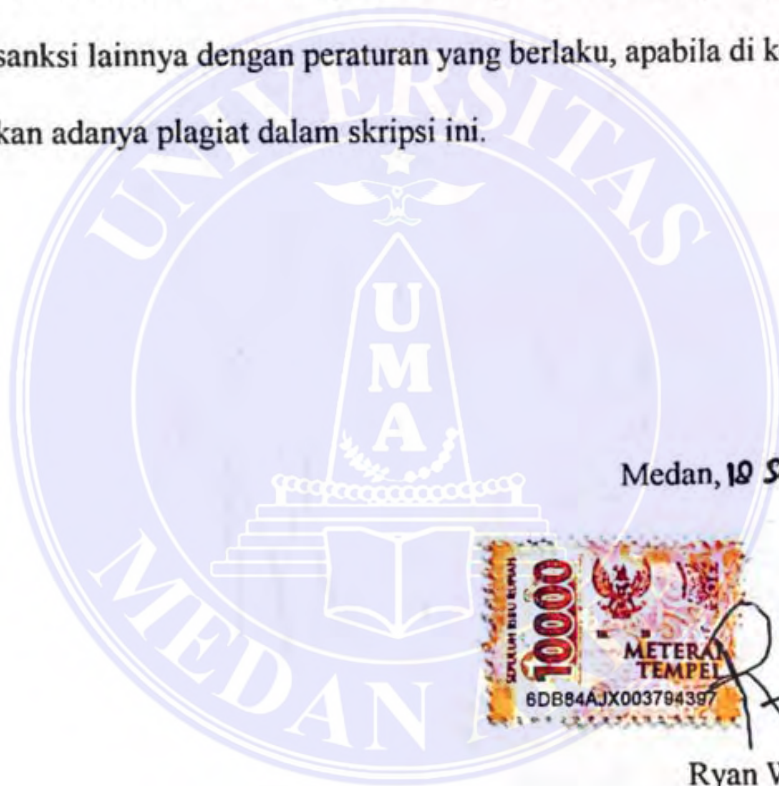 sanksi lainnya dengan peraturan yang berlaku, apabila di k
kan adanya plagiat dalam skripsi ini.
UNIVERSITAS
U
M
A
Medan, 18 S
SEPULUH RIBU RUPIAH
10000
METERAI
TEMPEL
6DB84AJX003794397
MEDAN A
Ryan W